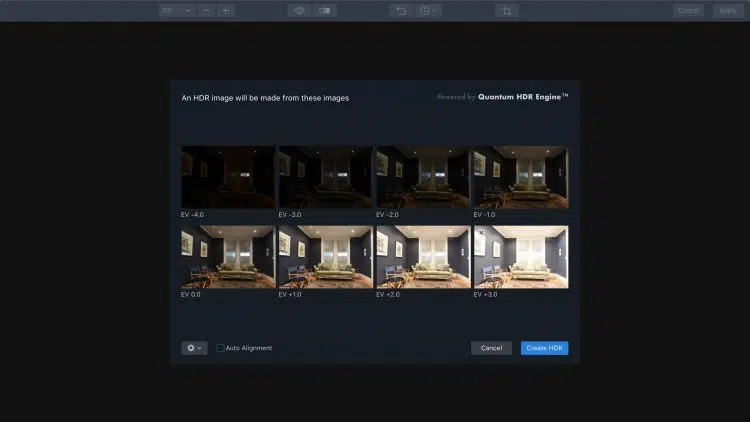 0%
Cancel
Apply
An HDR image will be made from these images
Powered by Quantum HDR Engine™
EV -4.0
EV -3.0
EV -2.0
EV -1.0
EV 0.0
EV +1.0
EV +2.0
EV +3.0
Auto Alignment
Cancel
Create HDR